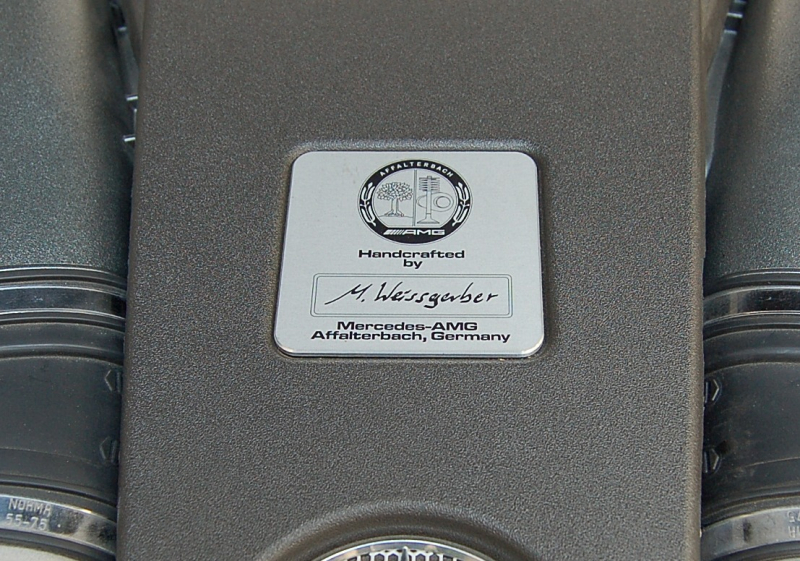 AFFALTERBACH
AMG
Handcrafted
by
M. Weissgerber
Mercedes-AMG
Affalterbach, Germany
NORMA
55-75